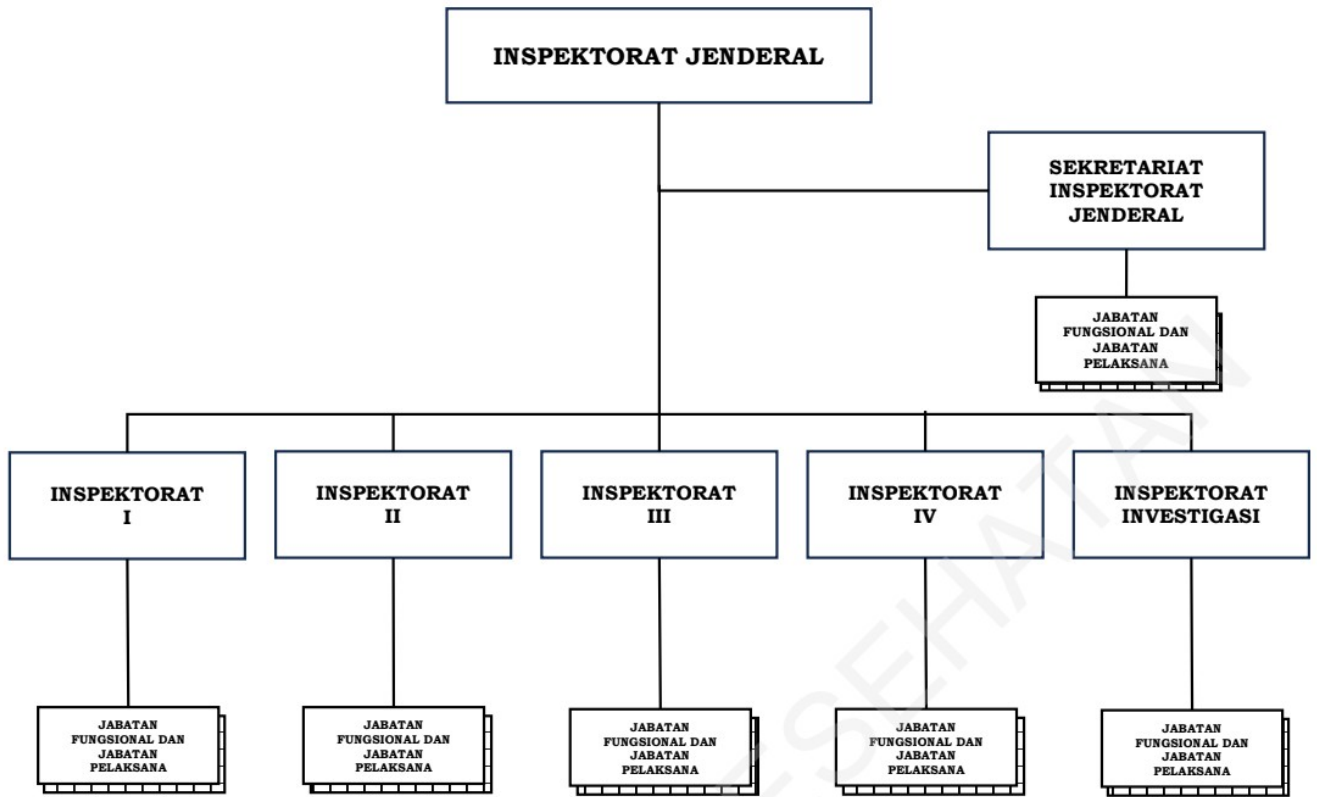 INSPEKTORAT JENDERAL
SEKRETARIAT
INSPEKTORAT
JENDERAL
JABATAN
FUNGSIONAL DAN
JABATAN
PELAKSANA
INSPEKTORAT
I
INSPEKTORAT
II
INSPEKTORAT
III
INSPEKTORAT
IV
INSPEKTORAT
INVESTIGASI
JABATAN
FUNGSIONAL DAN
JABATAN
PELAKSANA
JABATAN
FUNGSIONAL DAN
JABATAN
PELAKSANA
JABATAN
FUNGSIONAL DAN
JABATAN
PELAKSANA
JABATAN
FUNGSIONAL DAN
JABATAN
PELAKSANA
JABATAN
FUNGSIONAL DAN
JABATAN
PELAKSANA
ESEHATAN